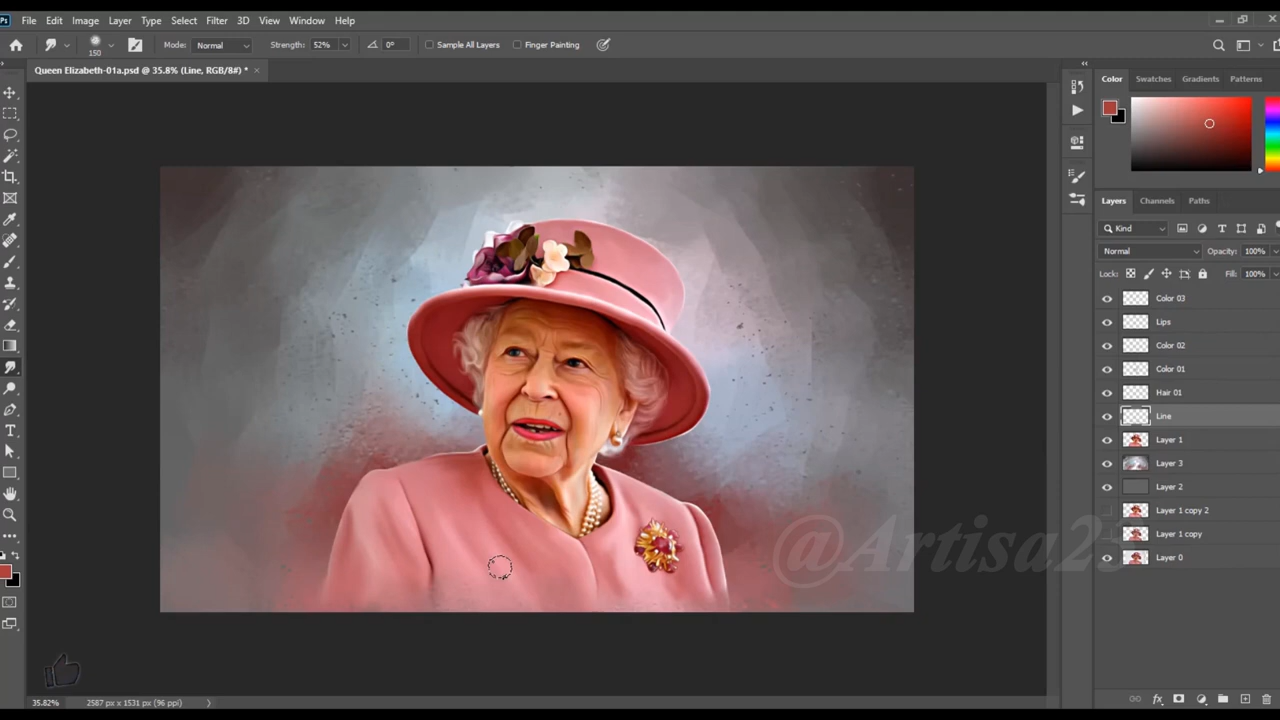 Ps File Edit Image Layer Type Select Filter 3D View Window Help
150 Mode: Normal Strength: 52% 0° Sample All Layers Finger Painting
Queen Elizabeth-01a.psd @ 35.8% (Line, RGB/8#) * ×
Color Swatches Gradients Patterns
Layers Channels Paths
Kind
Normal Opacity: 100%
Lock: Fill: 100%
Color 03
Lips
Color 02
Color 01
Hair 01
Line
Layer 1
Layer 3
Layer 2
Layer 1 copy 2
Layer 1 copy
Layer 0
35.82% 2587 px x 1531 px (96 ppi)